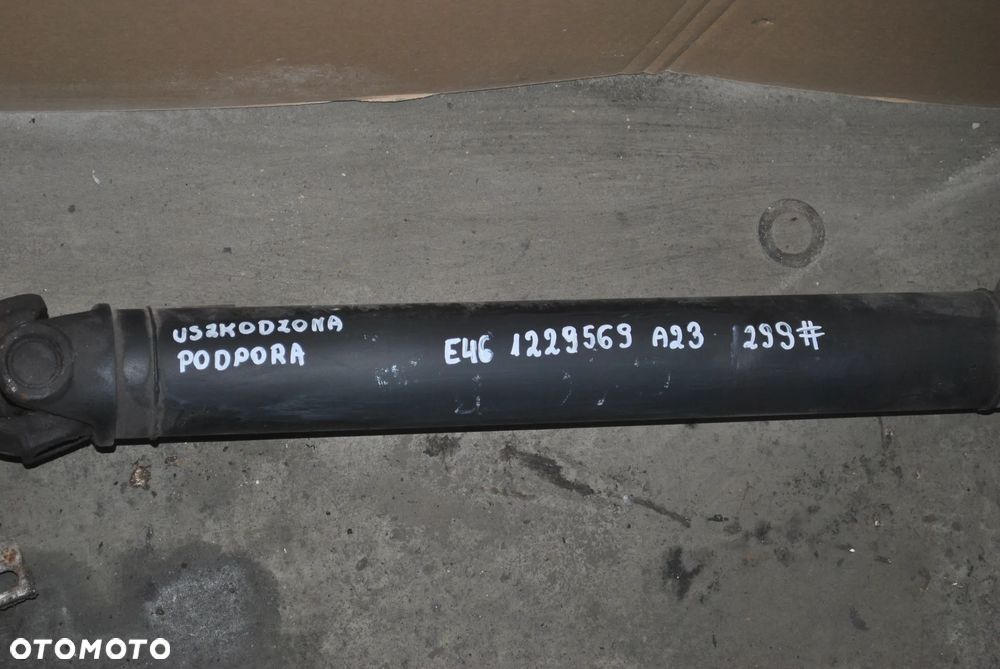 USZKODZONA
PODPORA
E46 1229569 A23 299#
OTOMOTO